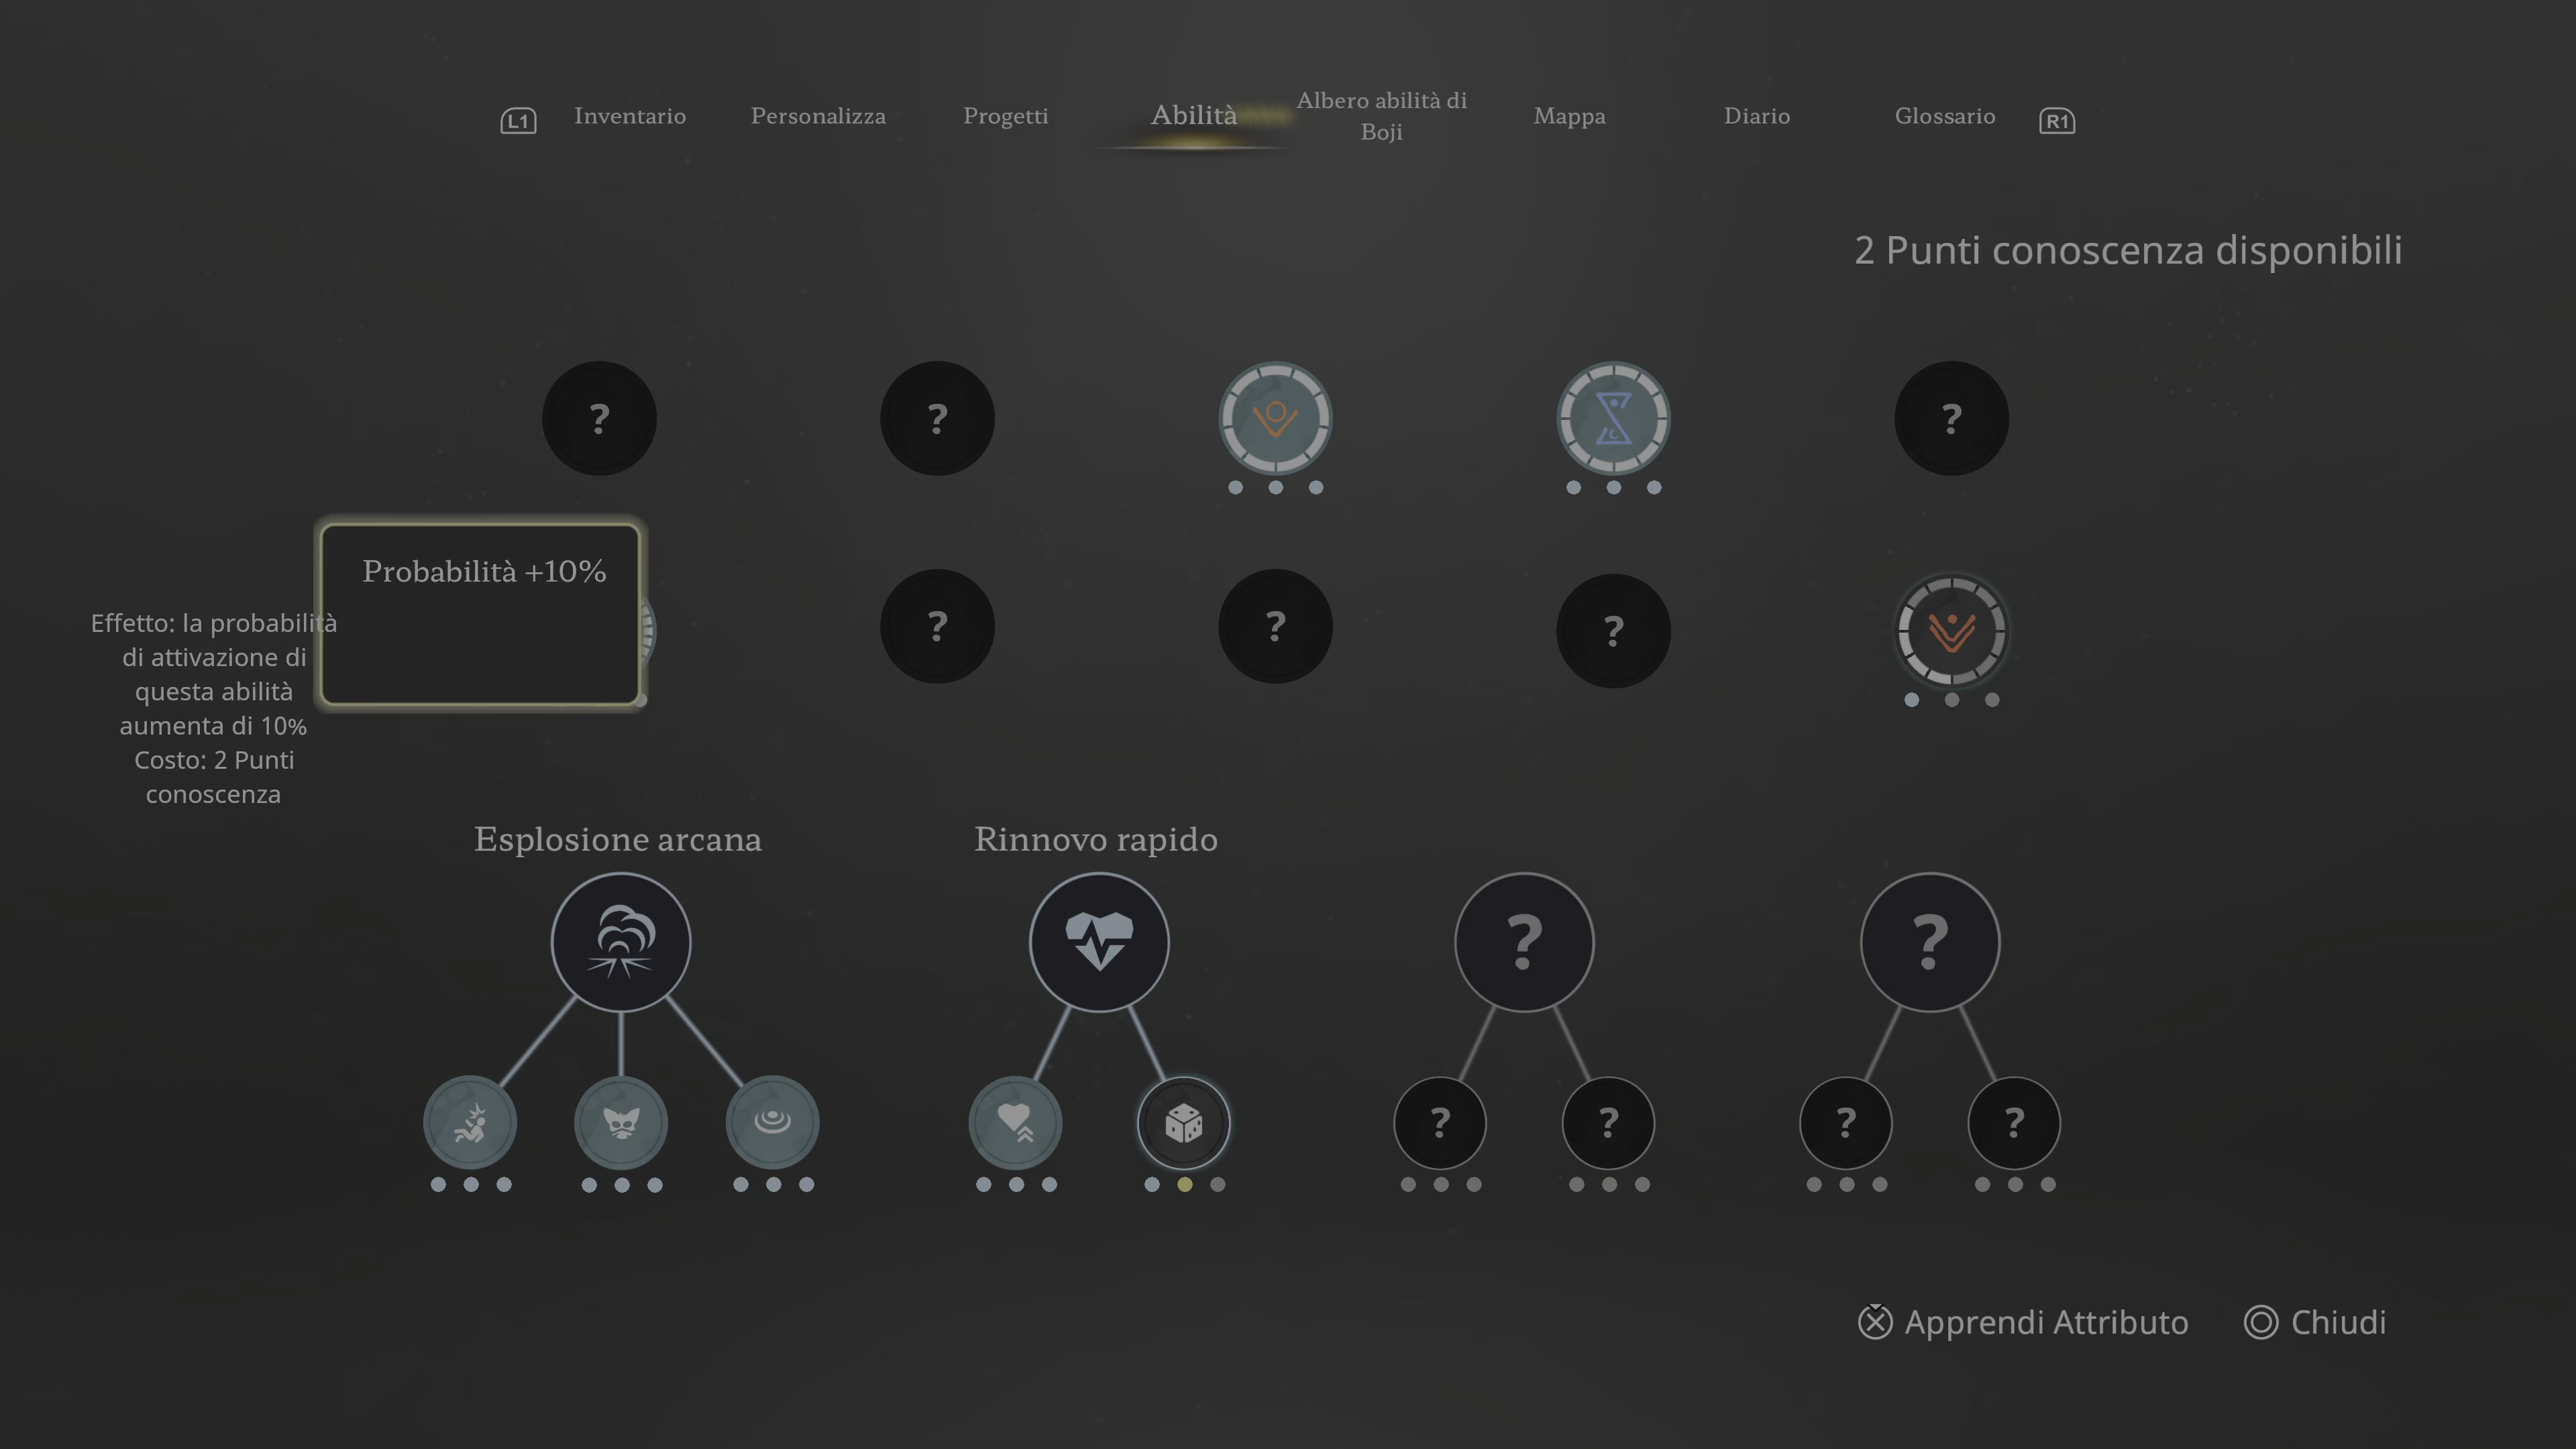 L1
Inventario
Personalizza
Progetti
Abilità
Albero abilità di
Boji
Mappa
Diario
Glossario
R1
2 Punti conoscenza disponibili
?
?
?
Probabilità +10%
Effetto: la probabilità
di attivazione di
questa abilità
aumenta di 10%
Costo: 2 Punti
conoscenza
?
?
?
Esplosione arcana
Rinnovo rapido
?
?
?
?
?
?
Apprendi Attributo
Chiudi